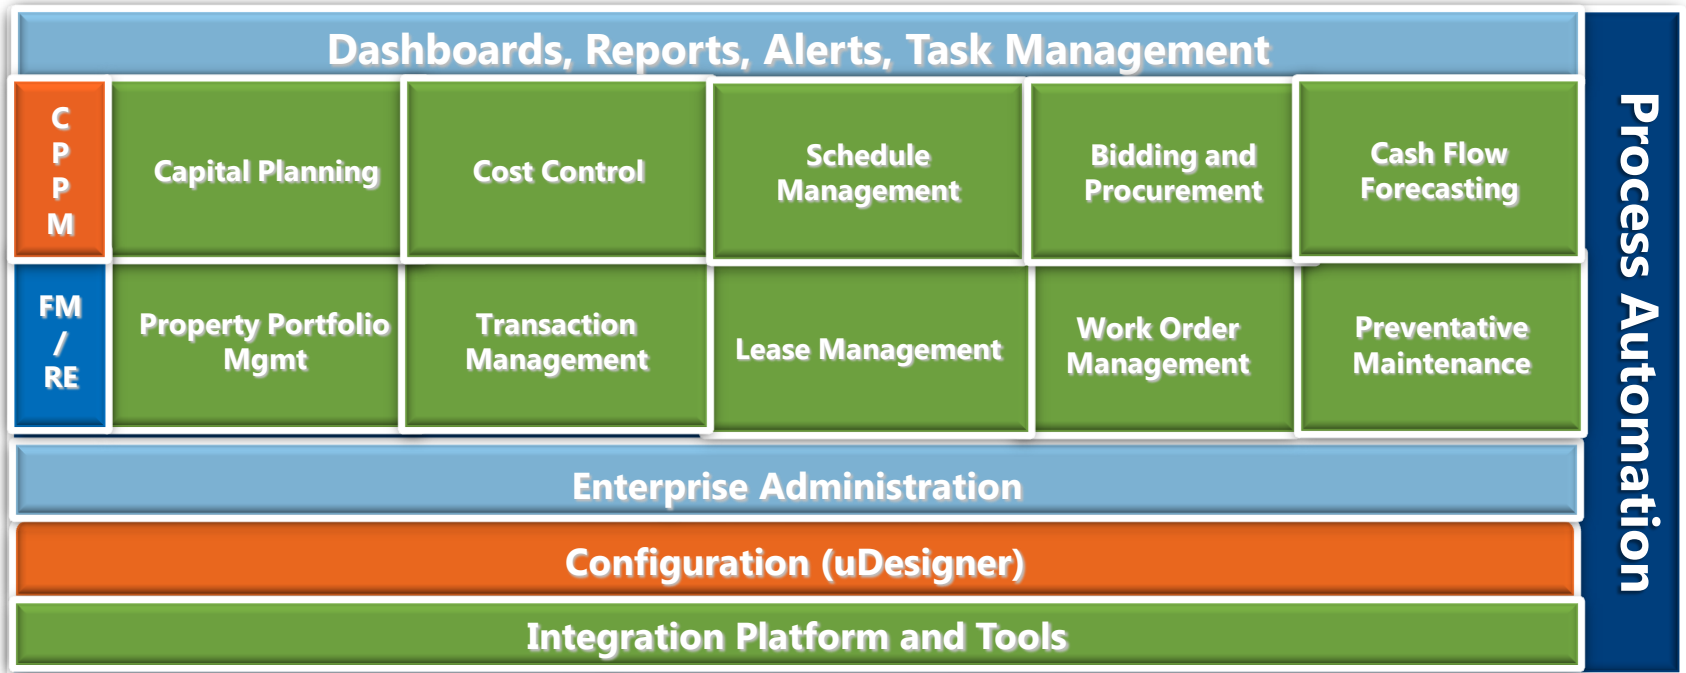 Dashboards, Reports, Alerts, Task Management
C
P
P
M
Capital Planning
Cost Control
Schedule
Management
Bidding and
Procurement
Cash Flow
Forecasting
FM
/
RE
Property Portfolio
Mgmt
Transaction
Management
Lease Management
Work Order
Management
Preventative
Maintenance
Enterprise Administration
Configuration (uDesigner)
Integration Platform and Tools
Process Automation